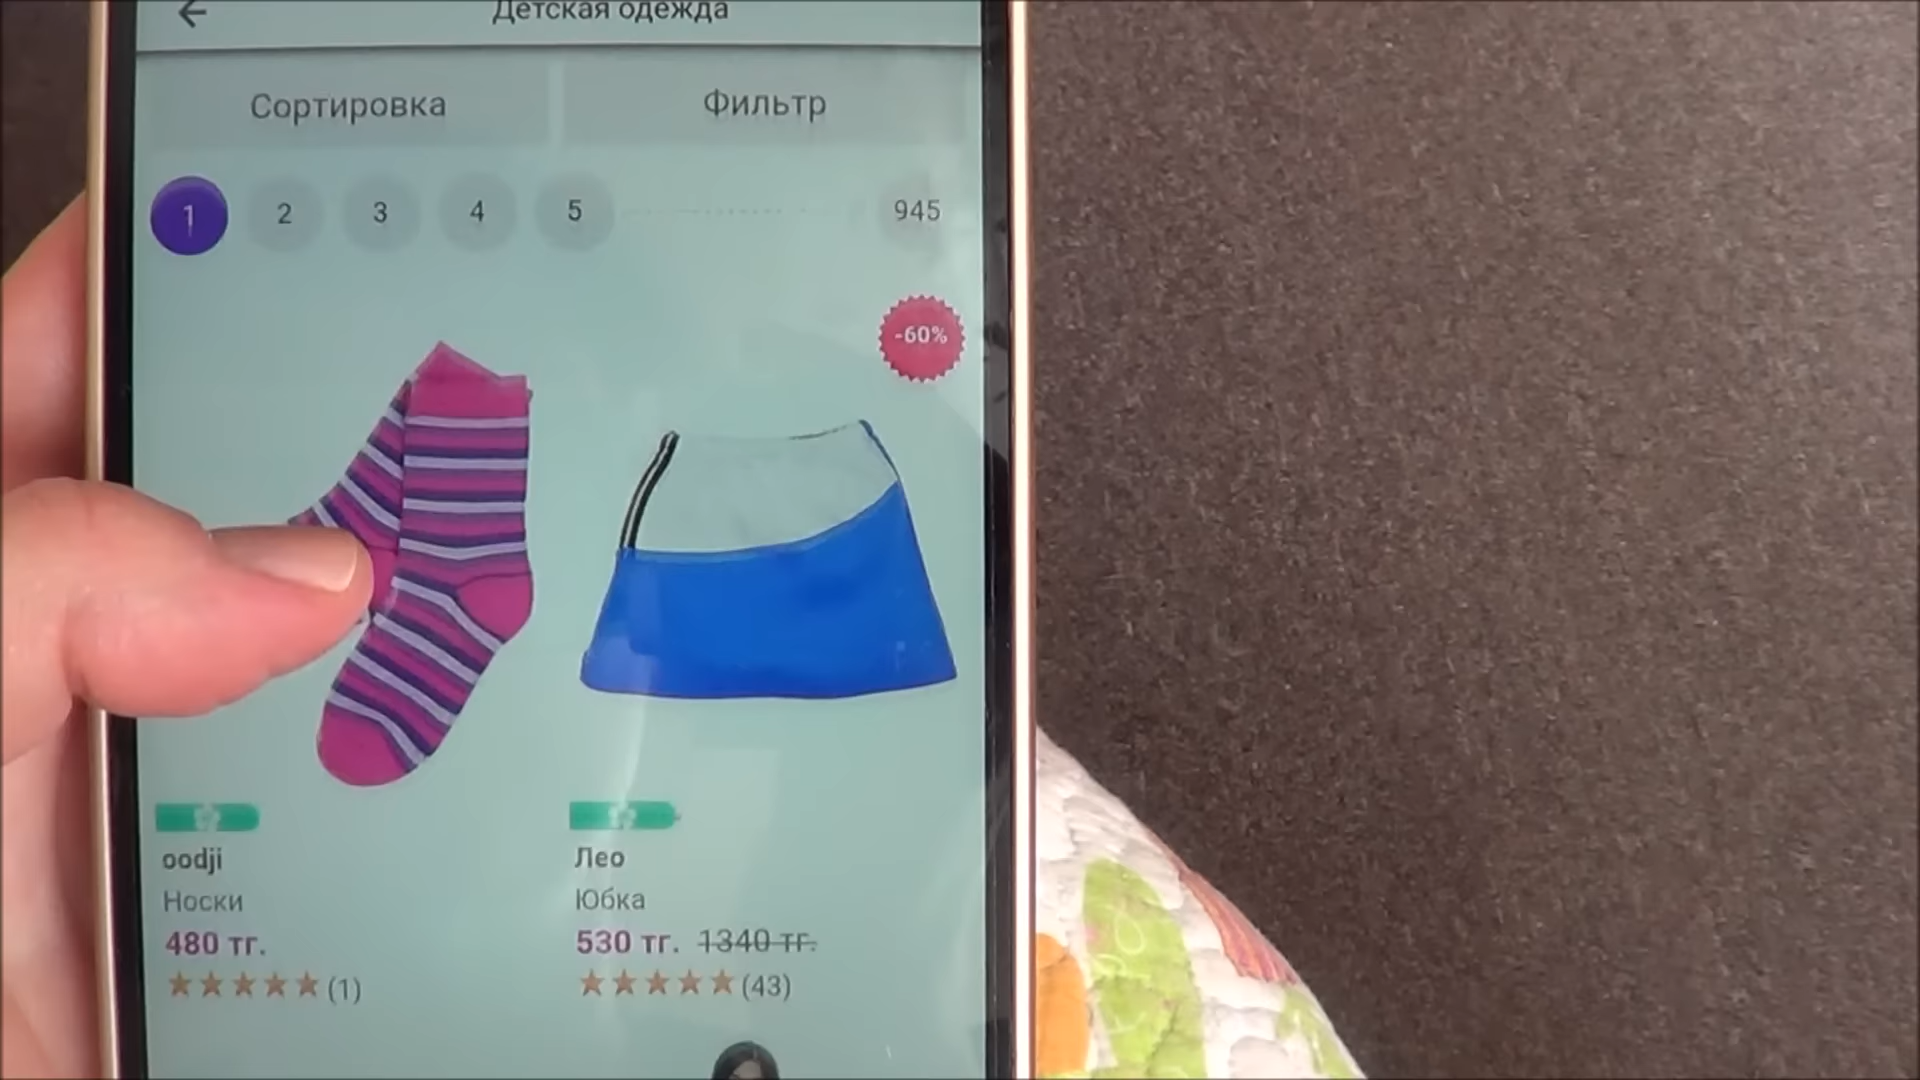 Детская одежда
Сортировка Фильтр
1 2 3 4 5 945
-60%
oodji Лео
Носки Юбка
480 тг. 530 тг. 1340 тг.
(1) (43)